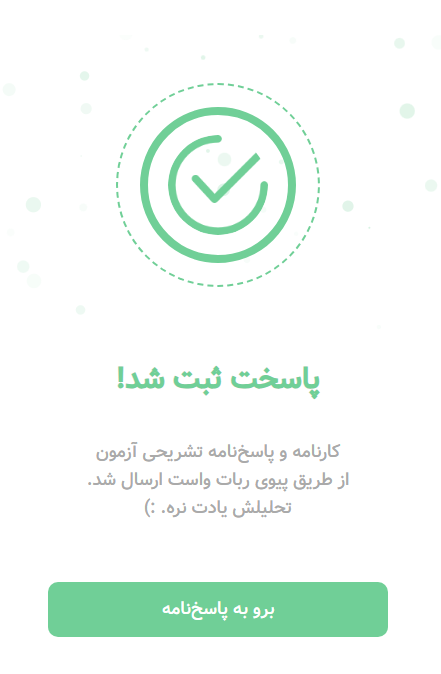 پاسخت ثبت شد!
کارنامه و پاسخ‌نامه تشریحی آزمون
از طریق پیوی ربات واست ارسال شد.
تحلیلش یادت نره. :)
برو به پاسخ‌نامه